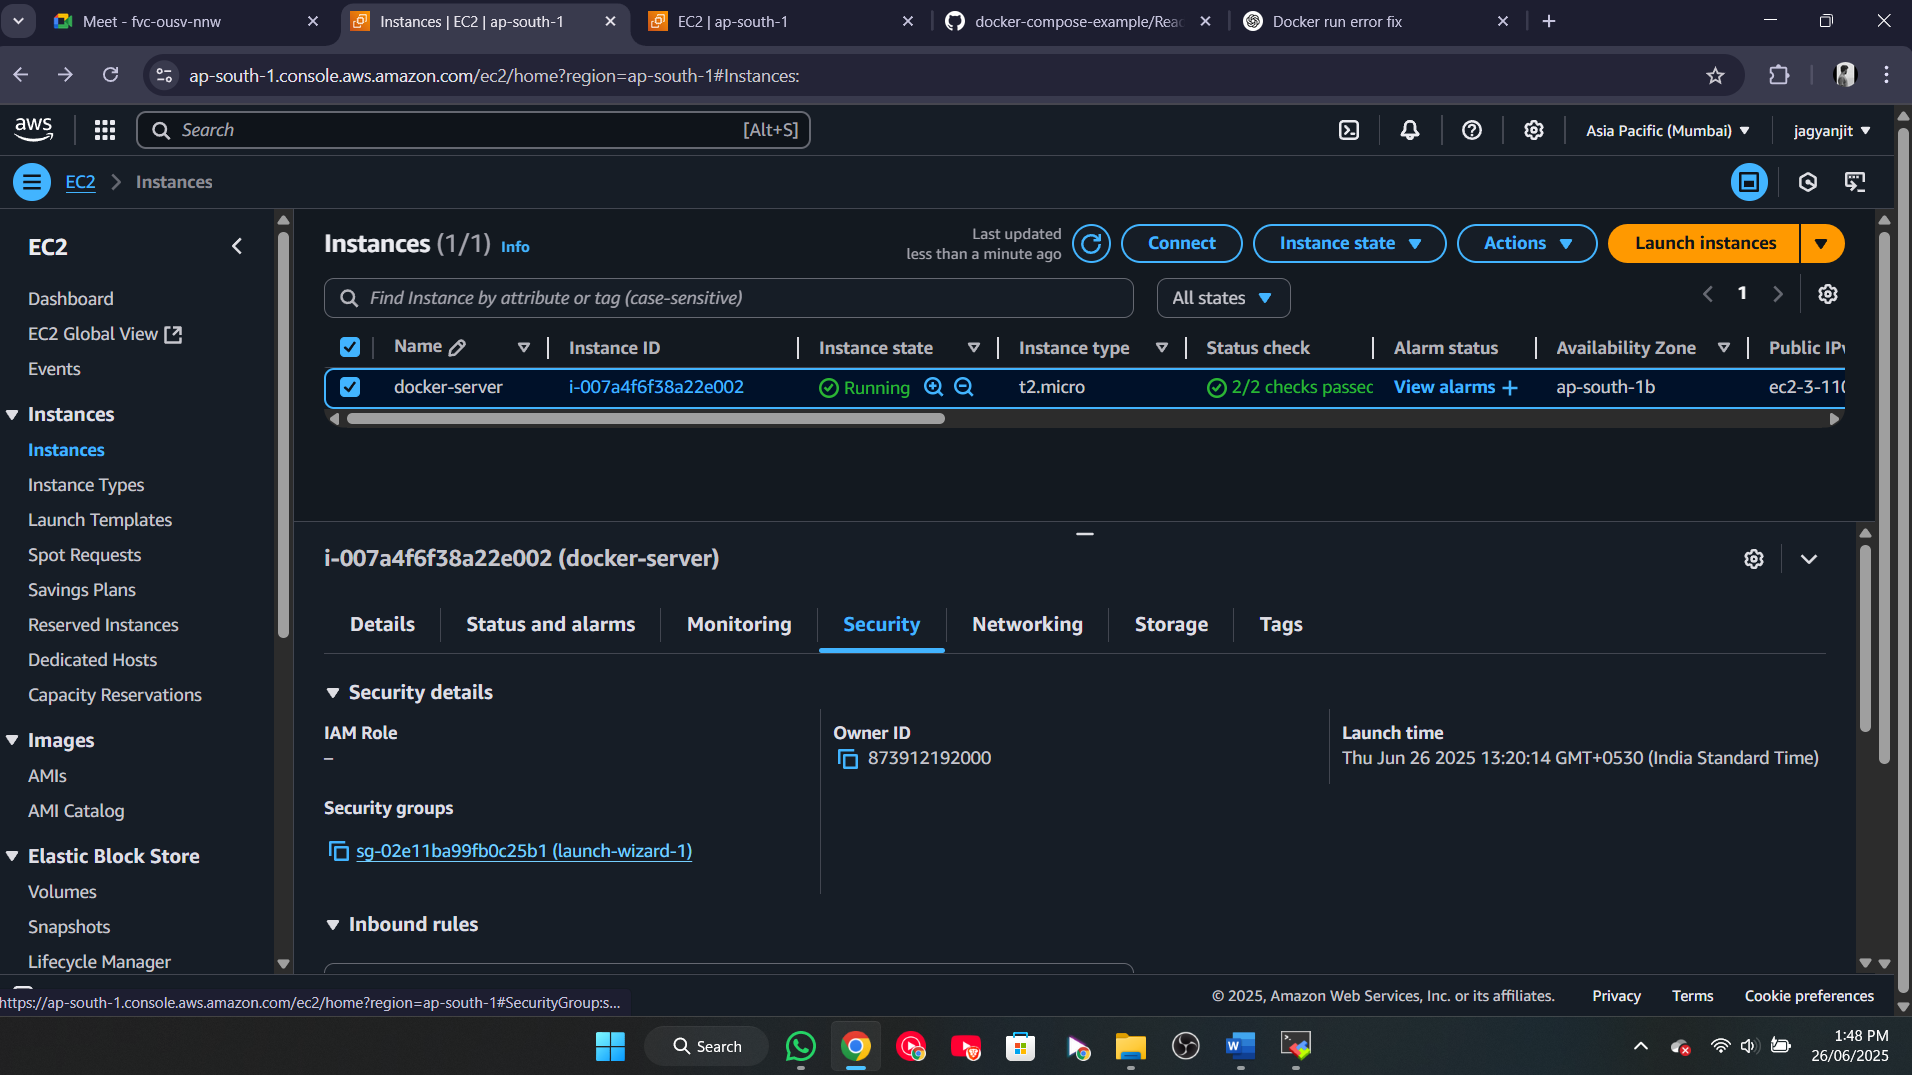 Meet - fvc-ousv-nnw
Instances | EC2 | ap-south-1
EC2 | ap-south-1
docker-compose-example/Reac
Docker run error fix
ap-south-1.console.aws.amazon.com/ec2/home?region=ap-south-1#Instances:
aws
Search
[Alt+S]
Asia Pacific (Mumbai)
jagyanjit
EC2
Instances
EC2
Dashboard
EC2 Global View
Events
Instances
Instances
Instance Types
Launch Templates
Spot Requests
Savings Plans
Reserved Instances
Dedicated Hosts
Capacity Reservations
Images
AMIs
AMI Catalog
Elastic Block Store
Volumes
Snapshots
Lifecycle Manager
Instances (1/1) Info
Last updated
less than a minute ago
Connect
Instance state
Actions
Launch instances
Find Instance by attribute or tag (case-sensitive)
All states
1
Name
Instance ID
Instance state
Instance type
Status check
Alarm status
Availability Zone
Public IPv
docker-server
i-007a4f6f38a22e002
Running
t2.micro
2/2 checks passec
View alarms +
ap-south-1b
ec2-3-110
i-007a4f6f38a22e002 (docker-server)
Details
Status and alarms
Monitoring
Security
Networking
Storage
Tags
Security details
IAM Role
–
Owner ID
873912192000
Launch time
Thu Jun 26 2025 13:20:14 GMT+0530 (India Standard Time)
Security groups
sg-02e11ba99fb0c25b1 (launch-wizard-1)
Inbound rules
https://ap-south-1.console.aws.amazon.com/ec2/home?region=ap-south-1#SecurityGroup:s...
© 2025, Amazon Web Services, Inc. or its affiliates.
Privacy
Terms
Cookie preferences
Search
1:48 PM
26/06/2025